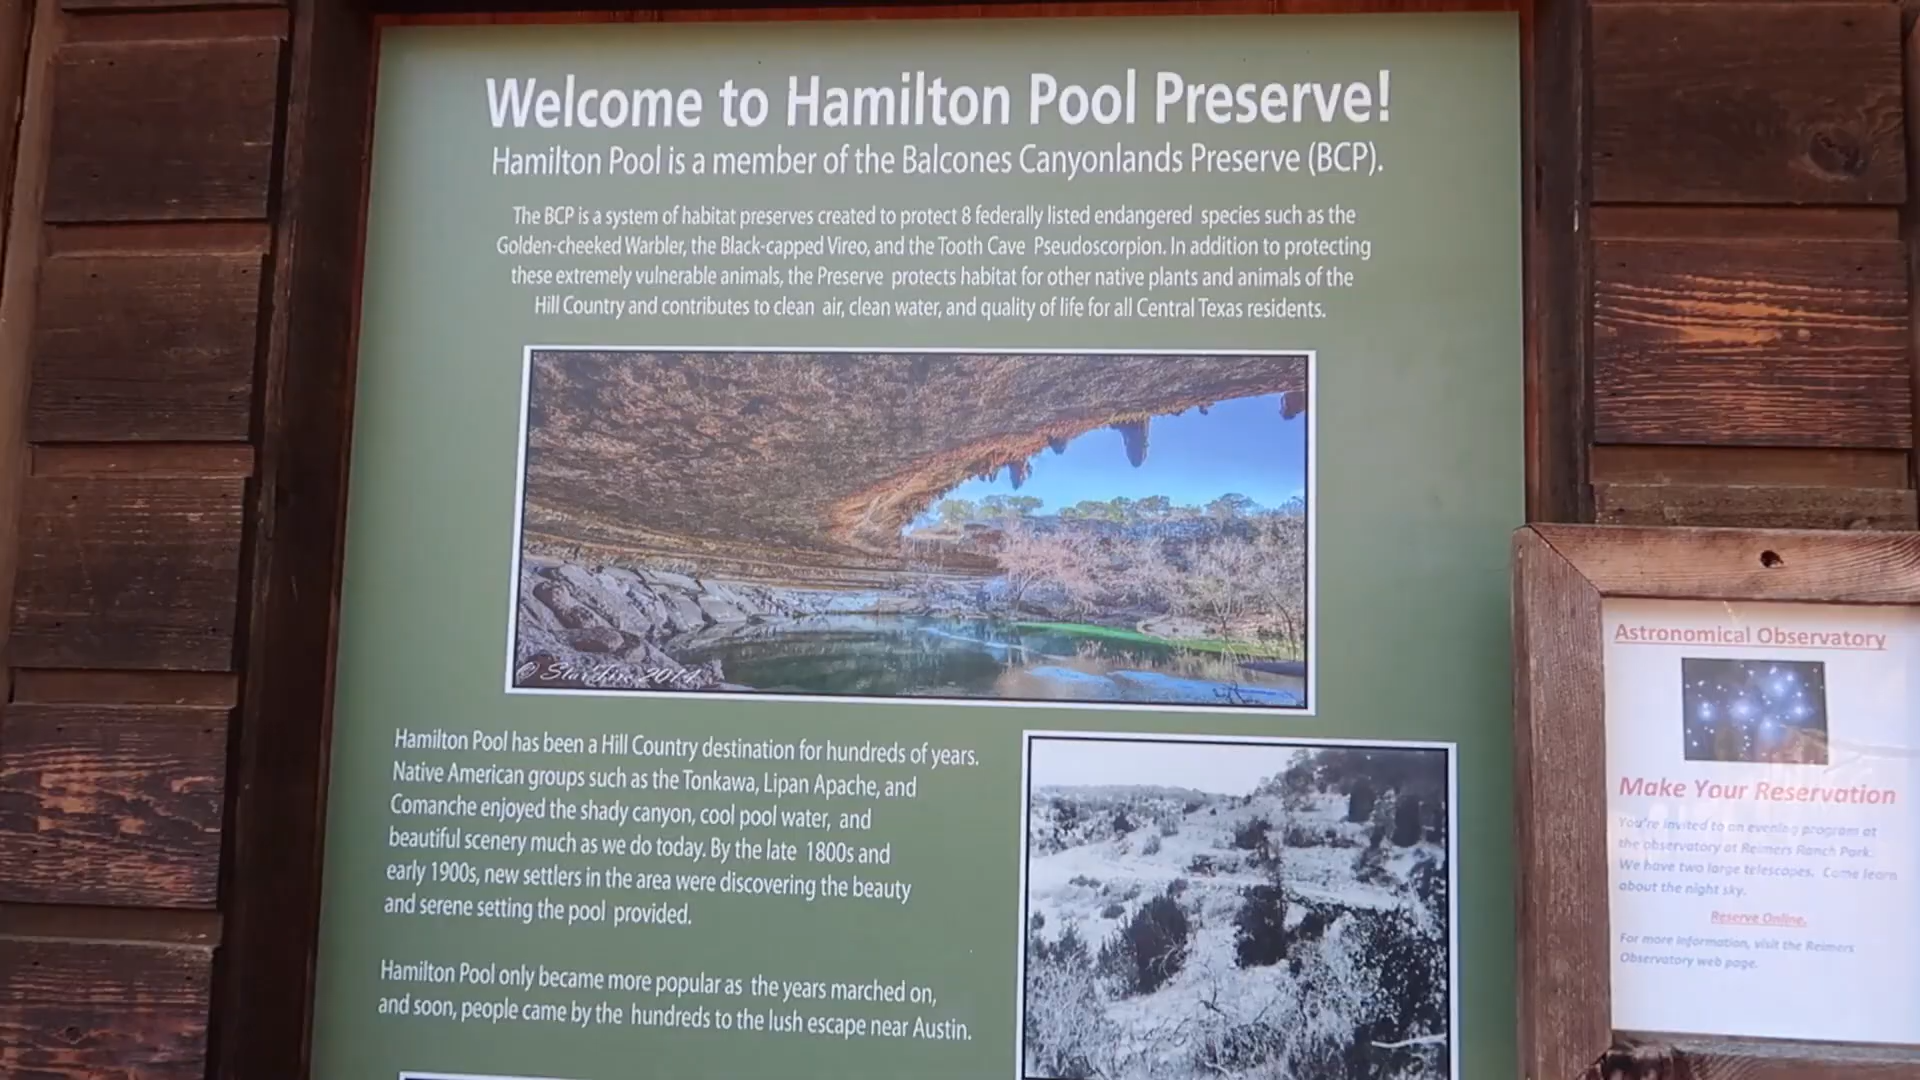 Welcome to Hamilton Pool Preserve!
Hamilton Pool is a member of the Balcones Canyonlands Preserve (BCP).
The BCP is a system of habitat preserves created to protect 8 federally listed endangered species such as the
Golden-cheeked Warbler, the Black-capped Vireo, and the Tooth Cave Pseudoscorpion. In addition to protecting
these extremely vulnerable animals, the Preserve protects habitat for other native plants and animals of the
Hill Country and contributes to clean air, clean water, and quality of life for all Central Texas residents.
© 2014
Hamilton Pool has been a Hill Country destination for hundreds of years.
Native American groups such as the Tonkawa, Lipan Apache, and
Comanche enjoyed the shady canyon, cool pool water, and
beautiful scenery much as we do today. By the late 1800s and
early 1900s, new settlers in the area were discovering the beauty
and serene setting the pool provided.
Hamilton Pool only became more popular as the years marched on,
and soon, people came by the hundreds to the lush escape near Austin.
Astronomical Observatory
Make Your Reservation
You're invited to an evening program at
the observatory at Reimers Ranch Park.
We have two large telescopes. Come learn
about the night sky.
Reserve Online.
For more information, visit the Reimers
Observatory web page.